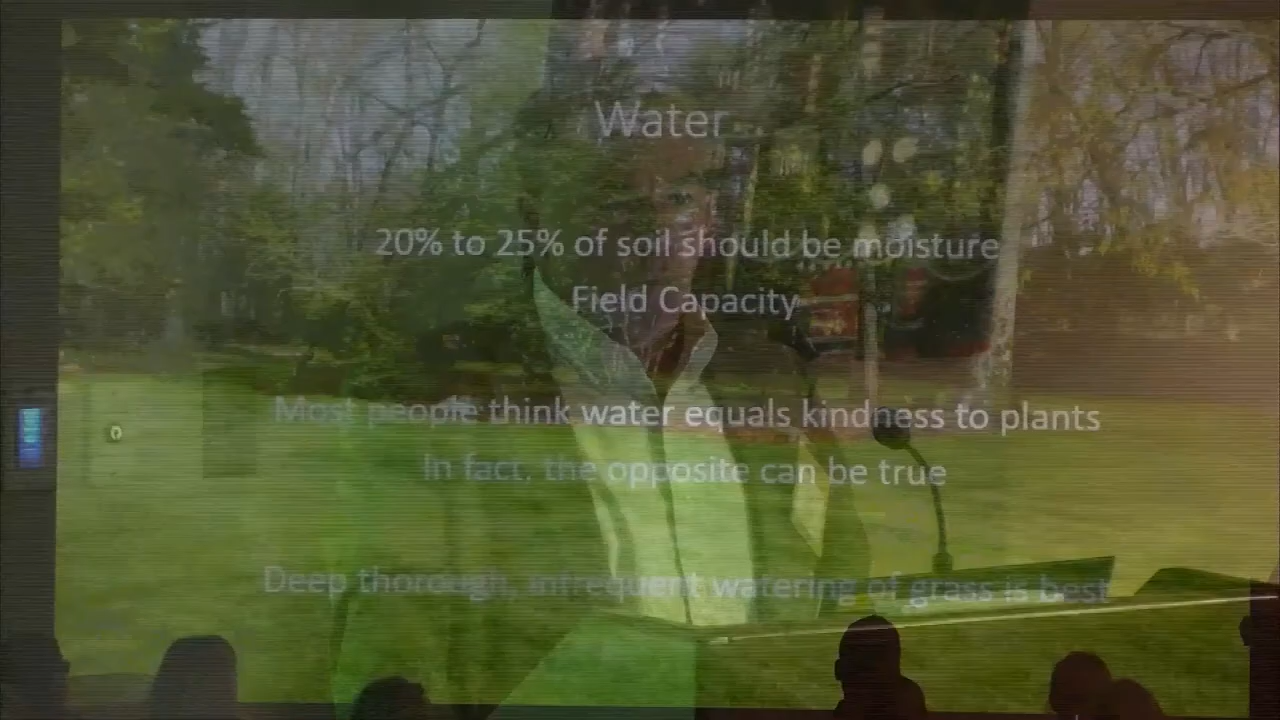 Water
20% to 25% of soil should be moisture
Field Capacity
Most people think water equals kindness to plants
In fact, the opposite can be true
Deep thorough, infrequent watering of grass is best